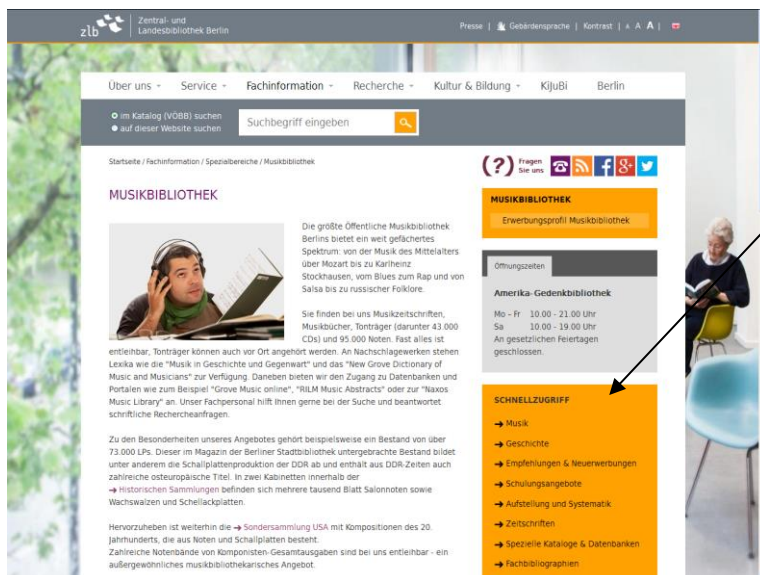 zlb
Zentral- und
Landesbibliothek Berlin
Presse | Gebärdensprache | Kontrast | A A A |
Über uns
Service
Fachinformation
Recherche
Kultur & Bildung
KiJuBi
Berlin
im Katalog (VÖBB) suchen
auf dieser Website suchen
Suchbegriff eingeben
Startseite / Fachinformation / Spezialbereiche / Musikbibliothek
MUSIKBIBLIOTHEK
Die größte Öffentliche Musikbibliothek
Berlins bietet ein weit gefächertes
Spektrum: von der Musik des Mittelalters
über Mozart bis zu Karlheinz
Stockhausen, vom Blues zum Rap und von
Salsa bis zu russischer Folklore.
Sie finden bei uns Musikzeitschriften,
Musikbücher, Tonträger (darunter 43.000
CDs) und 95.000 Noten. Fast alles ist
entleihbar, Tonträger können auch vor Ort angehört werden. An Nachschlagewerken stehen
Lexika wie die "Musik in Geschichte und Gegenwart" und das "New Grove Dictionary of
Music and Musicians" zur Verfügung. Daneben bieten wir den Zugang zu Datenbanken und
Portalen wie zum Beispiel "Grove Music online", "RILM Music Abstracts" oder zur "Naxos
Music Library" an. Unser Fachpersonal hilft Ihnen gerne bei der Suche und beantwortet
schriftliche Rechercheanfragen.
Zu den Besonderheiten unseres Angebotes gehört beispielsweise ein Bestand von über
73.000 LPs. Dieser im Magazin der Berliner Stadtbibliothek untergebrachte Bestand bildet
unter anderem die Schallplattenproduktion der DDR ab und enthält aus DDR-Zeiten auch
zahlreiche osteuropäische Titel. In zwei Kabinetten innerhalb der
→ Historischen Sammlungen befinden sich mehrere tausend Blatt Salonnoten sowie
Wachswalzen und Schellackplatten.
Hervorzuheben ist weiterhin die → Sondersammlung USA mit Kompositionen des 20.
Jahrhunderts, die aus Noten und Schallplatten besteht.
Zahlreiche Notenbände von Komponisten-Gesamtausgaben sind bei uns entleihbar - ein
außergewöhnliches musikbibliothekarisches Angebot.
(?) Fragen
Sie uns
f
g+
MUSIKBIBLIOTHEK
Erwerbungsprofil Musikbibliothek
Öffnungszeiten
Amerika-Gedenkbibliothek
Mo – Fr 10.00 - 21.00 Uhr
Sa 10.00 - 19.00 Uhr
An gesetzlichen Feiertagen
geschlossen.
SCHNELLZUGRIFF
→ Musik
→ Geschichte
→ Empfehlungen & Neuerwerbungen
→ Schulungsangebote
→ Aufstellung und Systematik
→ Zeitschriften
→ Spezielle Kataloge & Datenbanken
→ Fachbibliographien